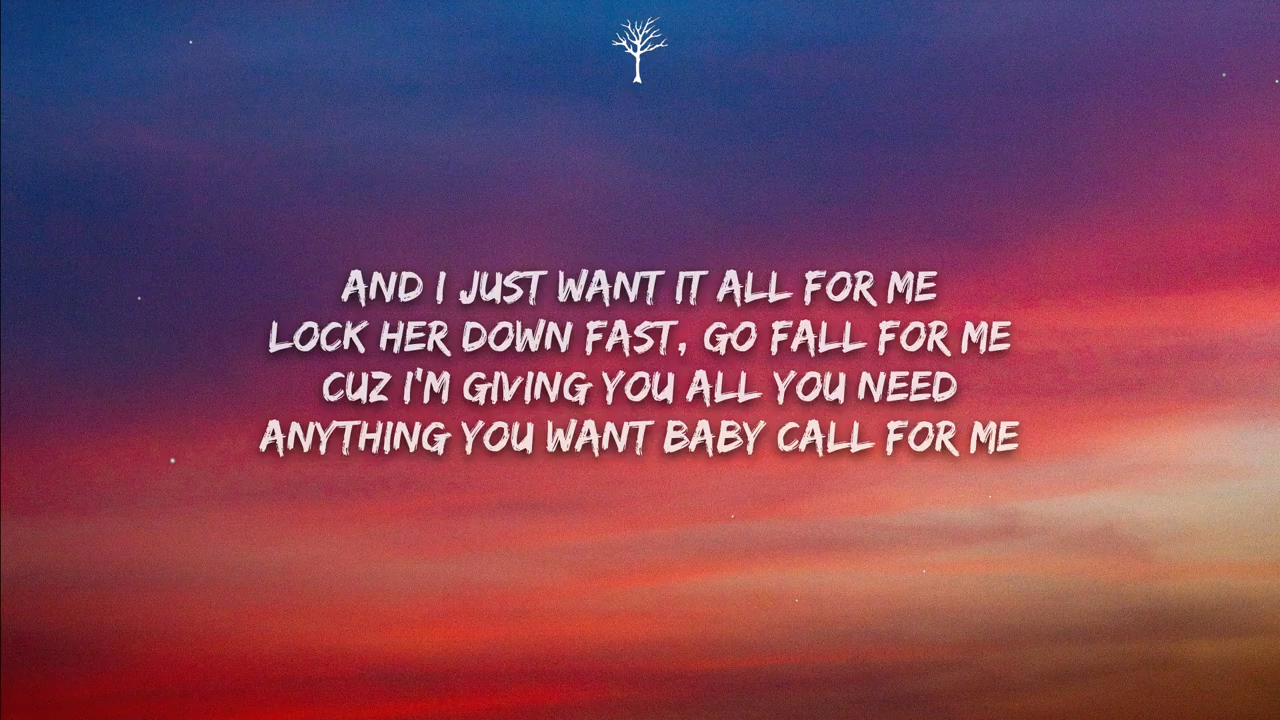 AND I JUST WANT IT ALL FOR ME
LOCK HER DOWN FAST, GO FALL FOR ME
CUZ I'M GIVING YOU ALL YOU NEED
ANYTHING YOU WANT BABY CALL FOR ME